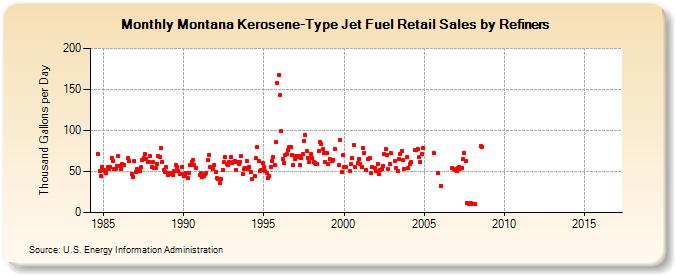 Monthly Montana Kerosene-Type Jet Fuel Retail Sales by Refiners
Thousand Gallons per Day
200
150
100
50
0
1985 1990 1995 2000 2005 2010 2015
Source: U.S. Energy Information Administration